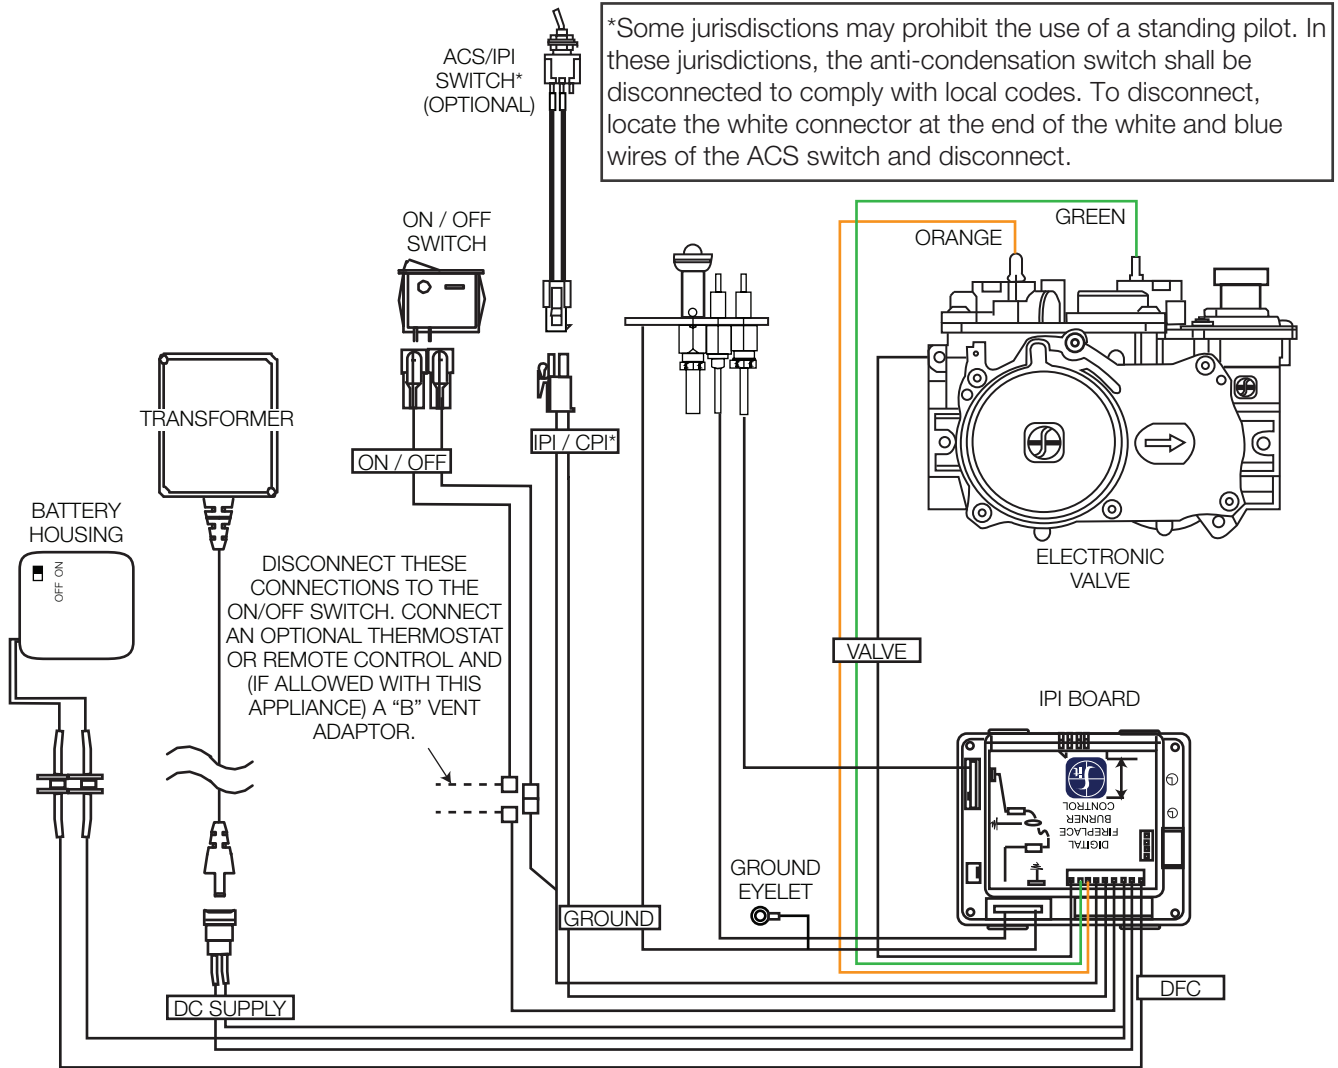 *Some jurisdisctions may prohibit the use of a standing pilot. In
these jurisdictions, the anti-condensation switch shall be
disconnected to comply with local codes. To disconnect,
locate the white connector at the end of the white and blue
wires of the ACS switch and disconnect.
ACS/IPI
SWITCH*
(OPTIONAL)
ON / OFF
SWITCH
ORANGE
GREEN
TRANSFORMER
ON / OFF
IPI / CPI*
BATTERY
HOUSING
OFF ON
DISCONNECT THESE
CONNECTIONS TO THE
ON/OFF SWITCH. CONNECT
AN OPTIONAL THERMOSTAT
OR REMOTE CONTROL AND
(IF ALLOWED WITH THIS
APPLIANCE) A “B” VENT
ADAPTOR.
ELECTRONIC
VALVE
VALVE
IPI BOARD
fit
DIGITAL
FIREPLACE
BURNER
CONTROL
GROUND
EYELET
GROUND
DC SUPPLY
DFC